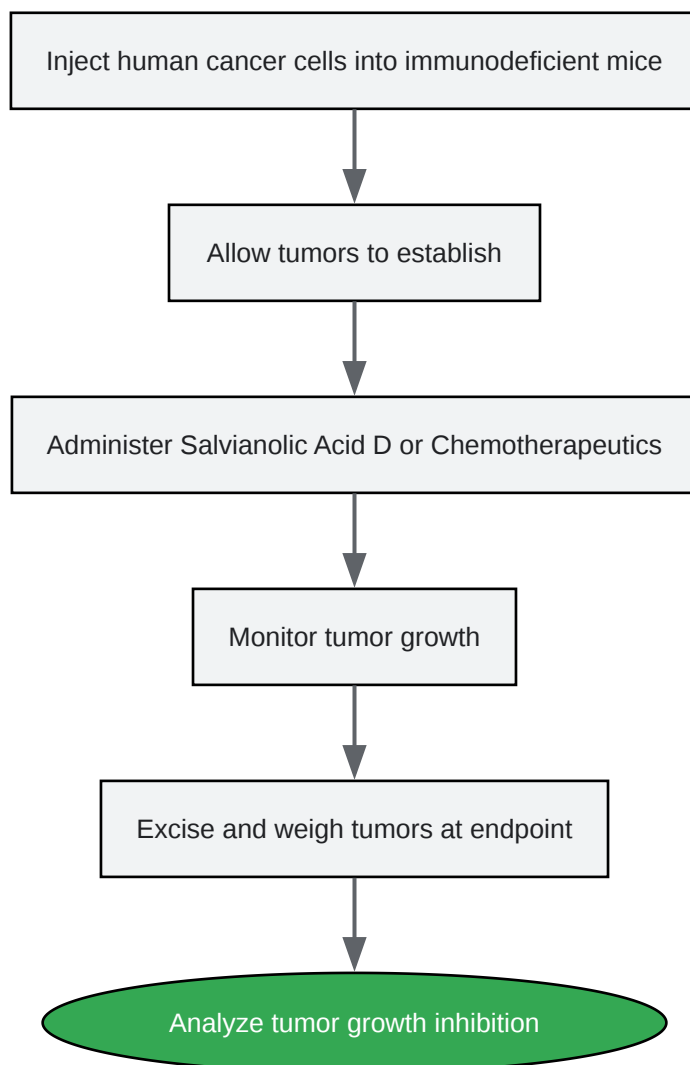 Inject human cancer cells into immunodeficient mice
Allow tumors to establish
Administer Salvianolic Acid D or Chemotherapeutics
Monitor tumor growth
Excise and weigh tumors at endpoint
Analyze tumor growth inhibition